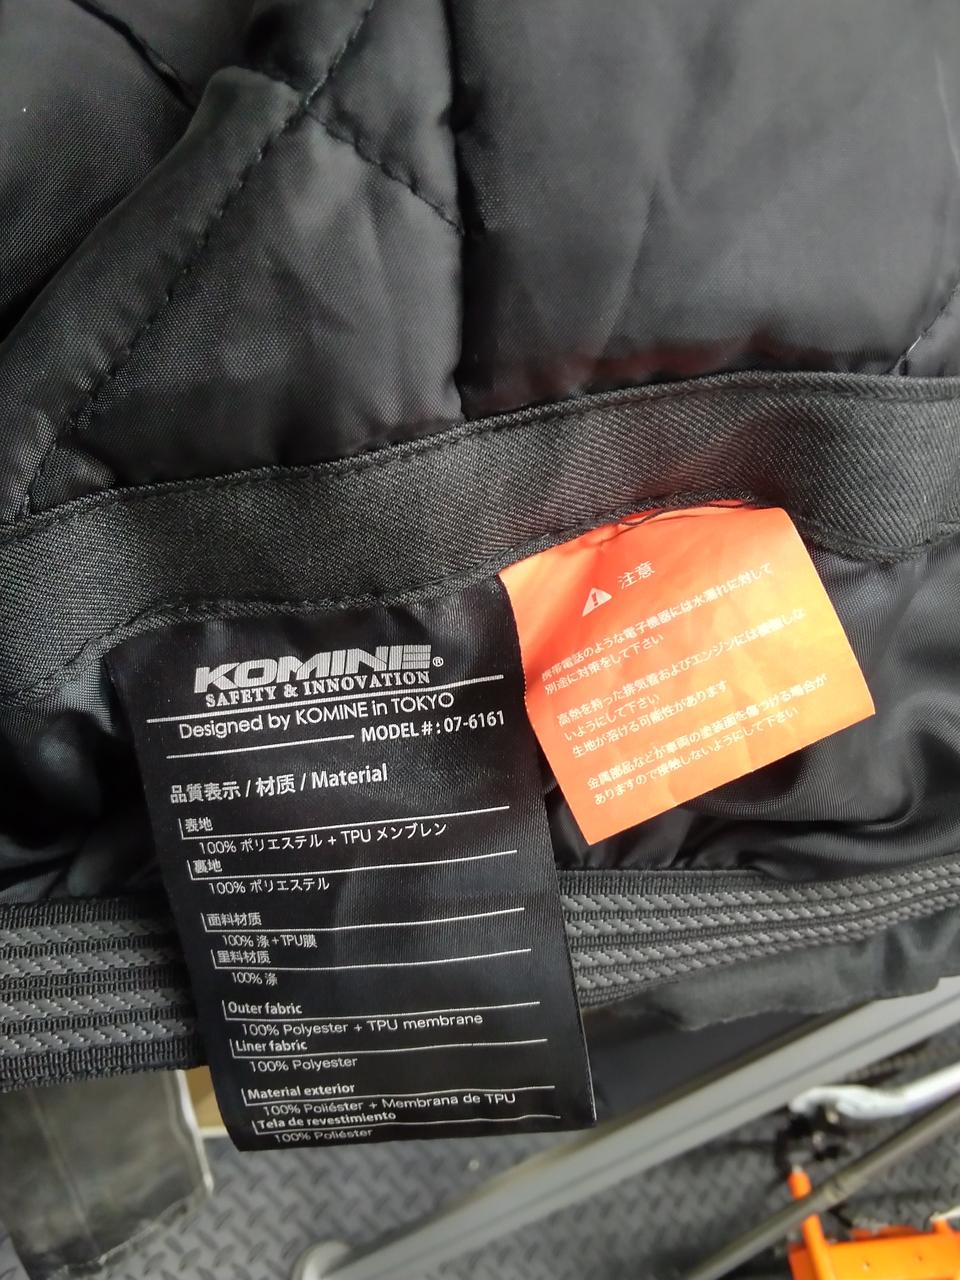 KOMINE®
SAFETY & INNOVATION
Designed by KOMINE in TOKYO
MODEL#: 07-6161
品質表示 / 材质 / Material
表地
100% ポリエステル + TPU メンブレン
裏地
100% ポリエステル
面料材质
100% 涤+TPU膜
里料材质
100% 涤
Outer fabric
100% Polyester + TPU membrane
Liner fabric
100% Polyester
Material exterior
100% Poliéster + Membrana de TPU
Tela de revestimiento
100% Poliéster
注意
携帯電話のような電子機器には水濡れに対して
別途に対策をして下さい
高熱を持った排気管およびエンジンには接触しな
いようにして下さい
生地が溶ける可能性があります
金属部品などが車両の塗装面を傷つける場合が
ありますので接触しないようにして下さい